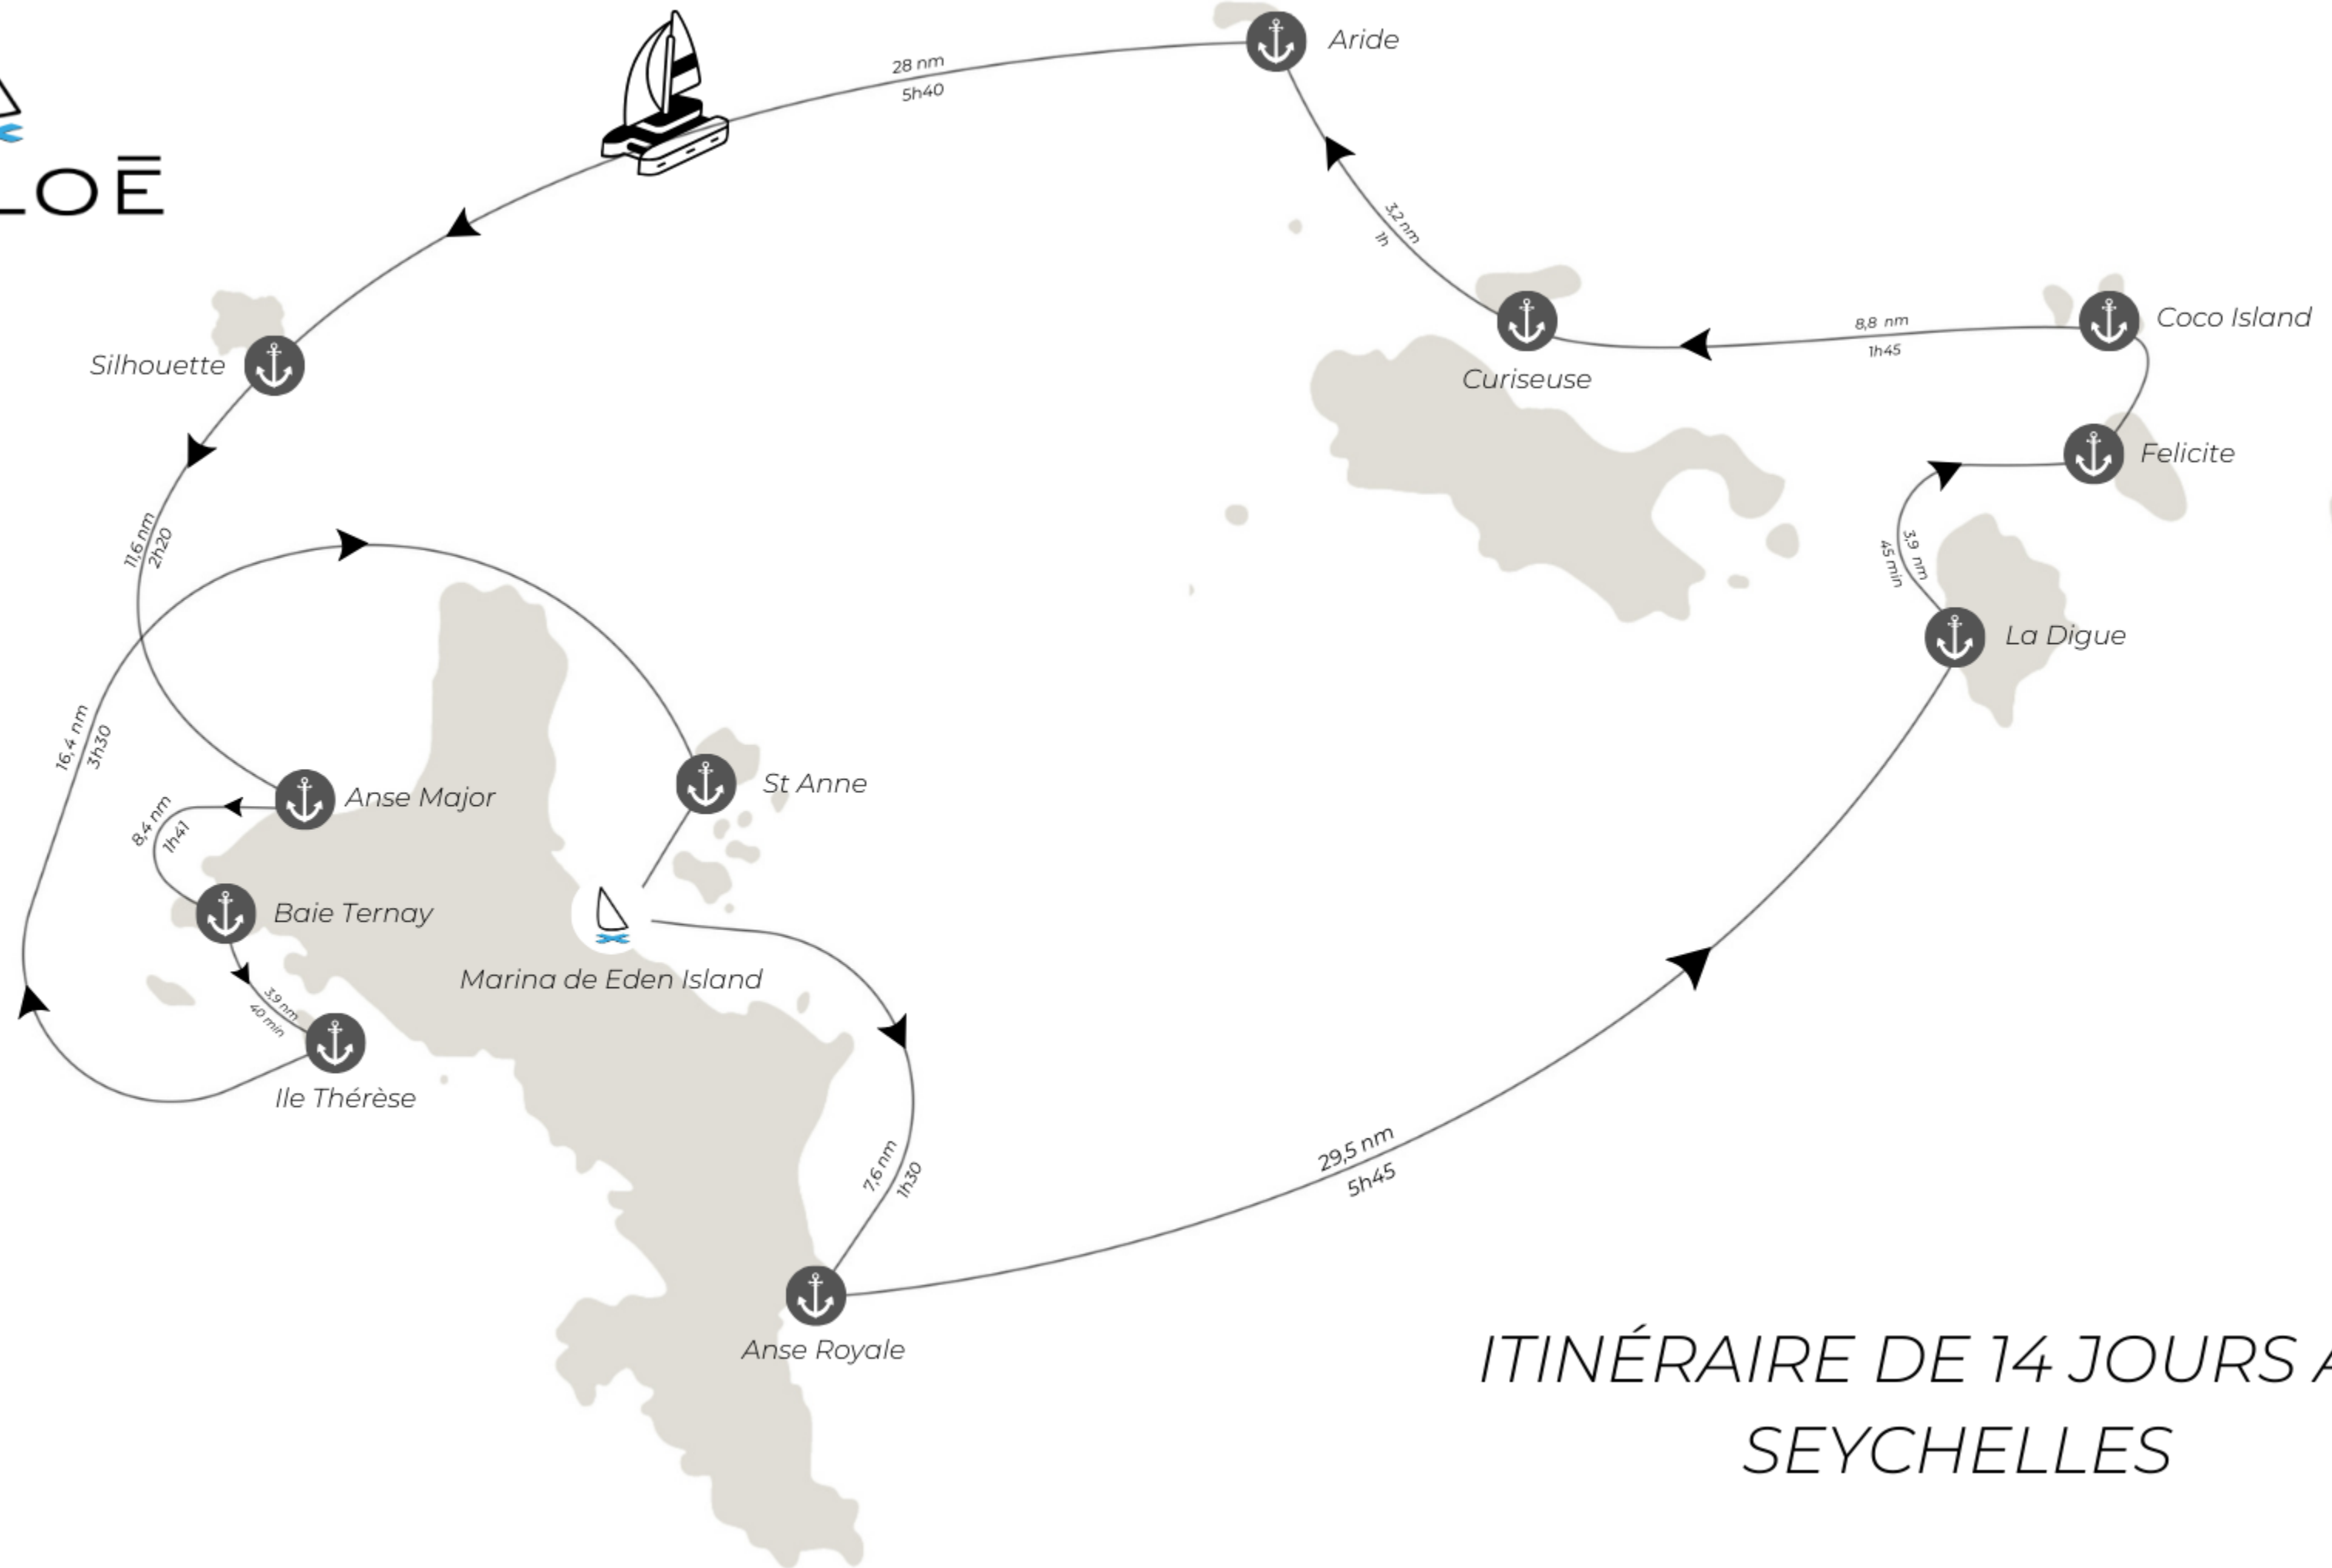 LOĒ
28 nm
5h40
Aride
3,2 nm
1h
8,8 nm
1h45
Coco Island
Curiseuse
Silhouette
Felicite
3,9 nm
45 min
La Digue
11,6 nm
2h20
16,4 nm
3h30
Anse Major
St Anne
8,4 nm
1h41
Baie Ternay
Marina de Eden Island
3,9 nm
40 min
Ile Thérèse
7,6 nm
1h30
29,5 nm
5h45
Anse Royale
ITINÉRAIRE DE 14 JOURS A
SEYCHELLES